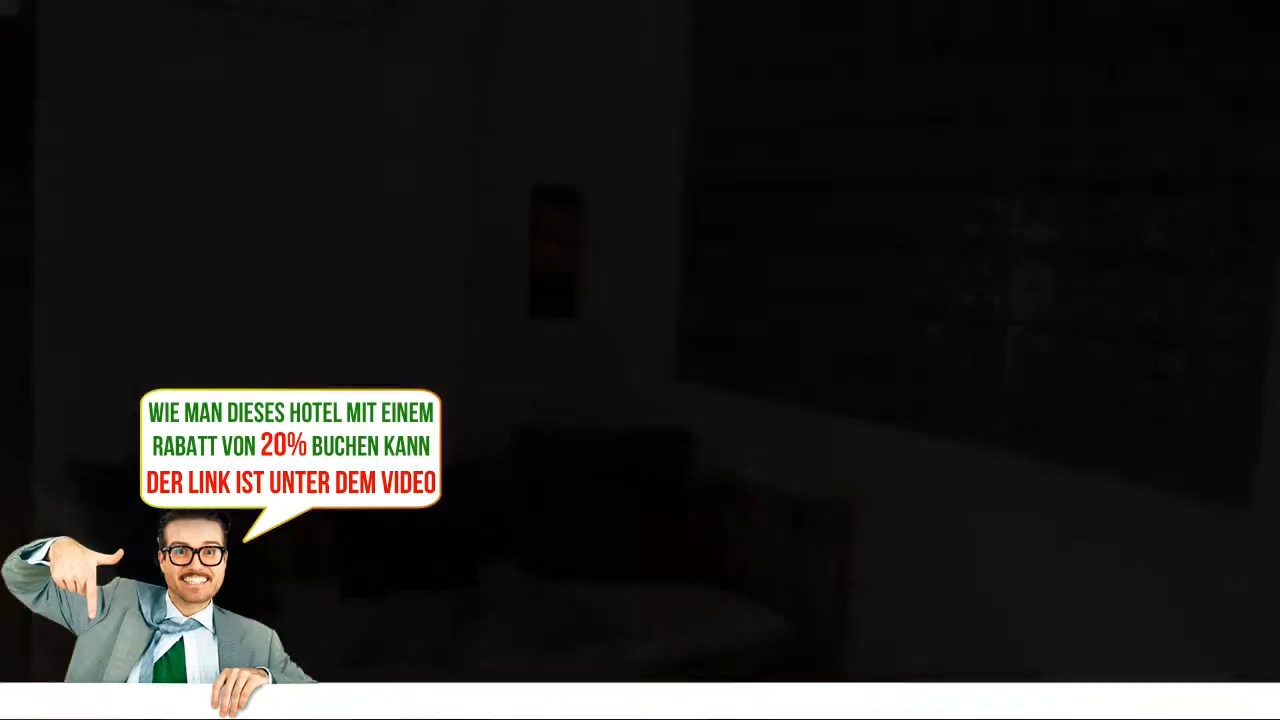 WIE MAN DIESES HOTEL MIT EINEM
RABATT VON 20% BUCHEN KANN
DER LINK IST UNTER DEM VIDEO